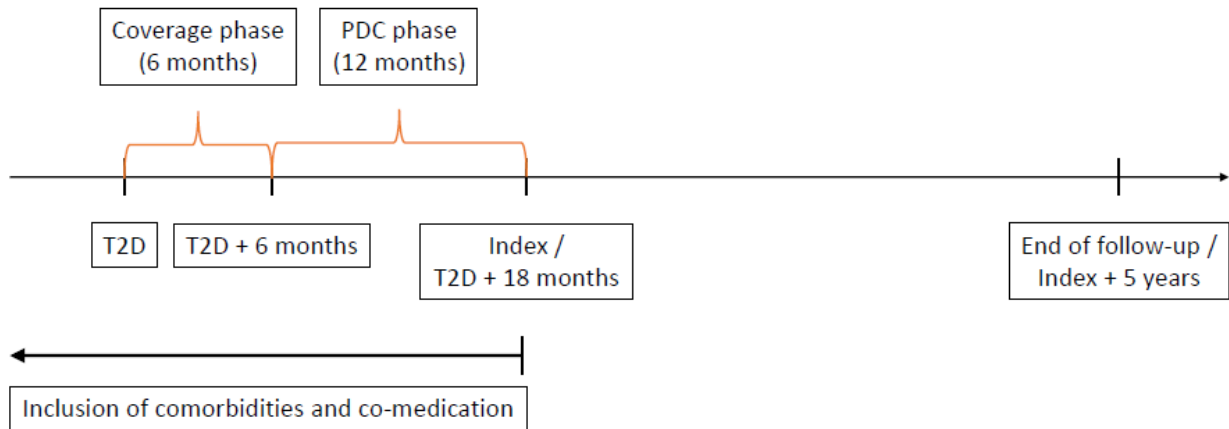 Coverage phase
(6 months)
PDC phase
(12 months)
T2D
T2D + 6 months
Index /
T2D + 18 months
End of follow-up /
Index + 5 years
Inclusion of comorbidities and co-medication